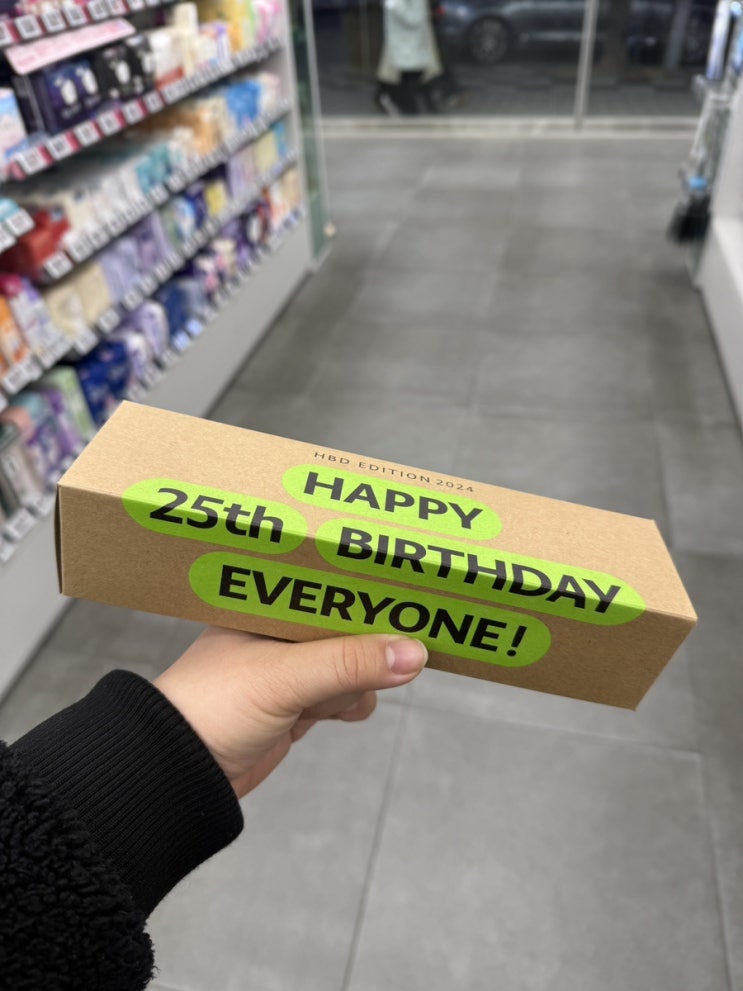 HBD EDITION 2024
HAPPY
25th BIRTHDAY
EVERYONE!